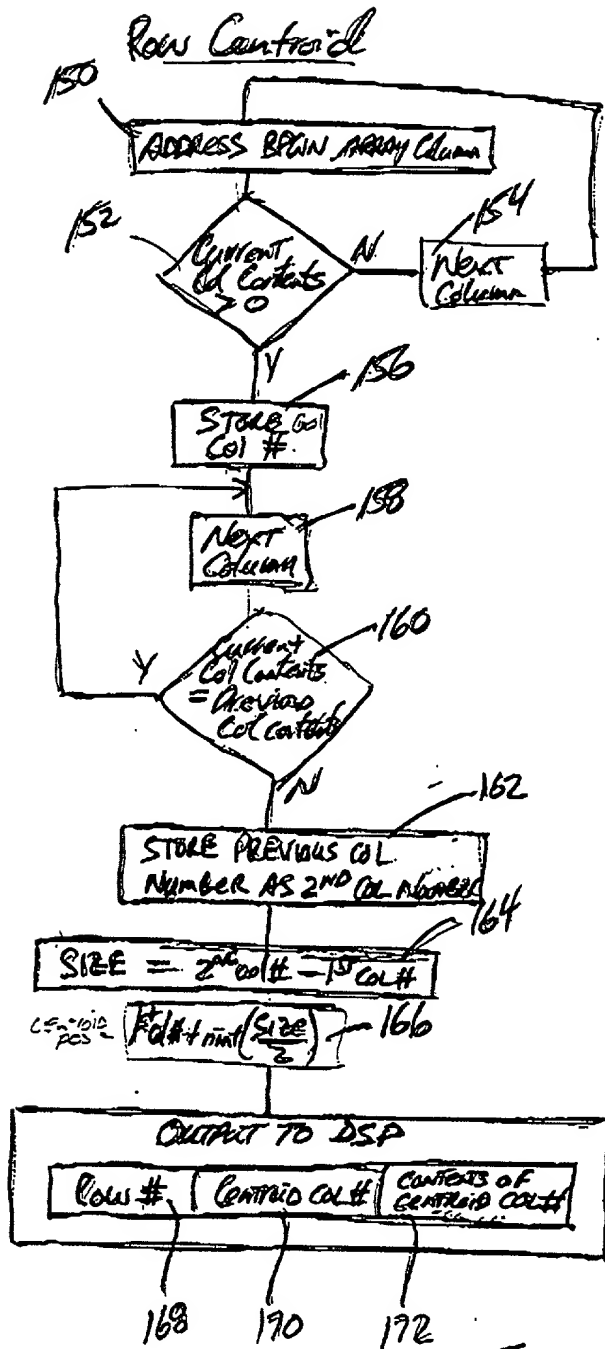 Row Centroid
150
ADDRESS BEGIN ARRAY Column
152
Current
Col Contents
> 0
N
154
NEXT
Column
Y
156
STORE Col
Col #
158
Next
Column
160
Current
Col Contents
= Previous
Col contents
Y
N
162
STORE PREVIOUS COL
NUMBER AS 2ND COL NUMBER
164
SIZE = 2ND COL# - 1ST COL#
Centroid
pos =
1st Col# + nint(SIZE/2)
166
OUTPUT TO DSP
Row #
CENTROID COL#
CONTENTS OF
CENTROID COL#
168
170
172